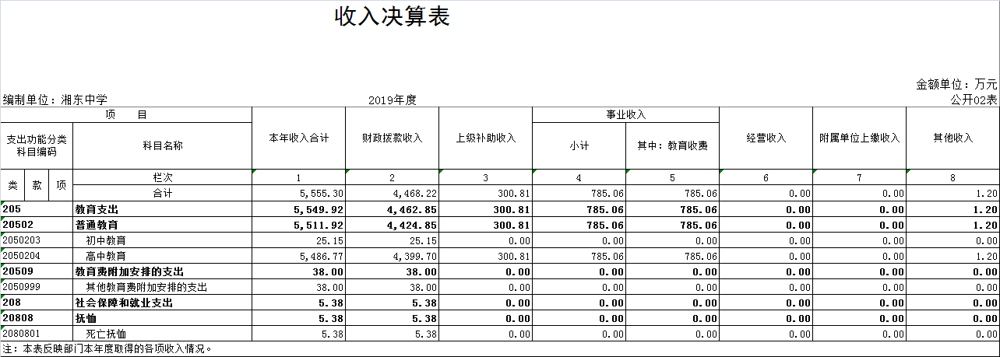 收入决算表
金额单位：万元
编制单位：湘东中学 2019年度 公开02表
项 目 本年收入合计 财政拨款收入 上级补助收入 事业收入 经营收入 附属单位上缴收入 其他收入
支出功能分类科目编码 科目名称 小计 其中：教育收费
类 款 项 栏次 1 2 3 4 5 6 7 8
合计 5,555.30 4,468.22 300.81 785.06 785.06 0.00 0.00 1.20
205 教育支出 5,549.92 4,462.85 300.81 785.06 785.06 0.00 0.00 1.20
20502 普通教育 5,511.92 4,424.85 300.81 785.06 785.06 0.00 0.00 1.20
2050203 初中教育 25.15 25.15 0.00 0.00 0.00 0.00 0.00 0.00
2050204 高中教育 5,486.77 4,399.70 300.81 785.06 785.06 0.00 0.00 1.20
20509 教育费附加安排的支出 38.00 38.00 0.00 0.00 0.00 0.00 0.00 0.00
2050999 其他教育费附加安排的支出 38.00 38.00 0.00 0.00 0.00 0.00 0.00 0.00
208 社会保障和就业支出 5.38 5.38 0.00 0.00 0.00 0.00 0.00 0.00
20808 抚恤 5.38 5.38 0.00 0.00 0.00 0.00 0.00 0.00
2080801 死亡抚恤 5.38 5.38 0.00 0.00 0.00 0.00 0.00 0.00
注：本表反映部门本年度取得的各项收入情况。